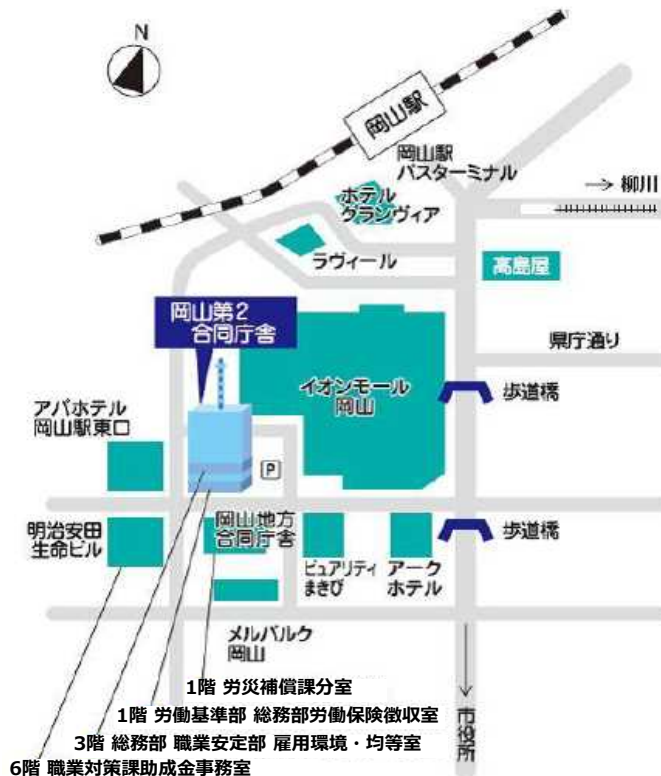 N
岡山駅
岡山駅
バスターミナル
→ 柳川
ホテル
グランヴィア
ラヴィール
高島屋
岡山第2
合同庁舎
県庁通り
イオンモール
岡山
歩道橋
アパホテル
岡山駅東口
P
明治安田
生命ビル
岡山地方
合同庁舎
歩道橋
ピュアリティ
まきび
アーク
ホテル
メルパルク
岡山
市役所
1階 労災補償課分室
1階 労働基準部 総務部労働保険徴収室
3階 総務部 職業安定部 雇用環境・均等室
6階 職業対策課助成金事務室